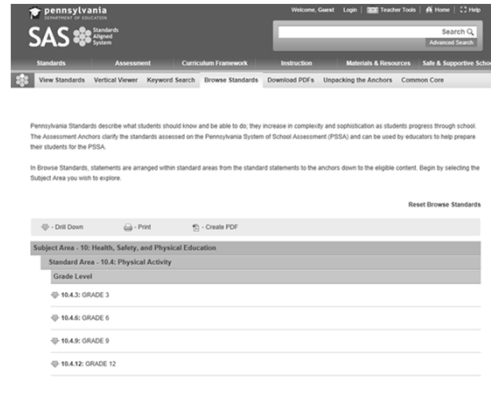 pennsylvania
DEPARTMENT OF EDUCATION
Welcome, Guest Login Teacher Tools Home Help
SAS Standards Aligned System
Search
Advanced Search
Standards Assessment Curriculum Framework Instruction Materials & Resources Safe & Supportive Scho
View Standards Vertical Viewer Keyword Search Browse Standards Download PDFs Unpacking the Anchors Common Core
Pennsylvania Standards describe what students should know and be able to do; they increase in complexity and sophistication as students progress through school.
The Assessment Anchors clarify the standards assessed on the Pennsylvania System of School Assessment (PSSA) and can be used by educators to help prepare
their students for the PSSA.
In Browse Standards, statements are arranged within standard areas from the standard statements to the anchors down to the eligible content. Begin by selecting the
Subject Area you wish to explore.
Reset Browse Standards
- Drill Down - Print - Create PDF
Subject Area - 10: Health, Safety, and Physical Education
Standard Area - 10.4: Physical Activity
Grade Level
10.4.3: GRADE 3
10.4.6: GRADE 6
10.4.9: GRADE 9
10.4.12: GRADE 12